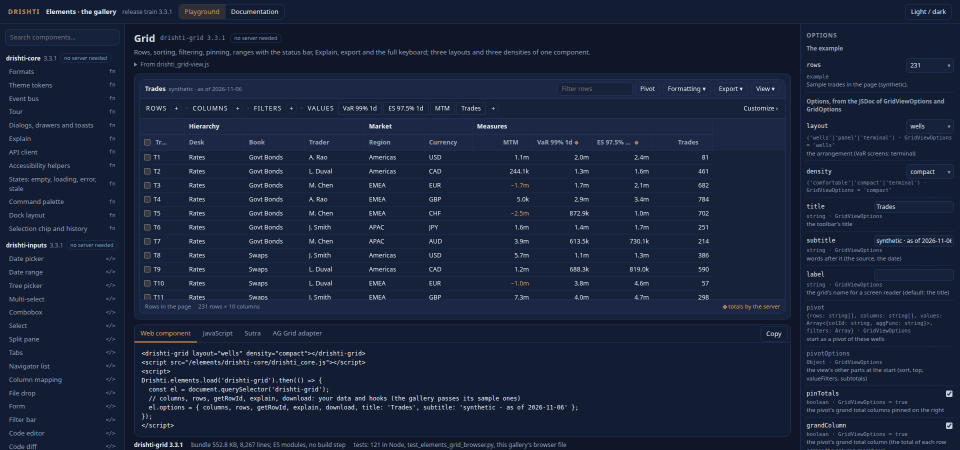 DRISHTI Elements · the gallery release train 3.3.1 Playground Documentation Light / dark
Search components...
drishti-core 3.3.1 no server needed
Formats fn
Theme tokens fn
Event bus fn
Tour fn
Dialogs, drawers and toasts fn
Explain fn
API client fn
Accessibility helpers fn
States: empty, loading, error, stale fn
Command palette fn
Dock layout fn
Selection chip and history fn
drishti-inputs 3.3.1 no server needed
Date picker </>
Date range </>
Tree picker </>
Multi-select </>
Combobox </>
Select </>
Split pane </>
Tabs </>
Navigator list </>
Column mapping </>
File drop </>
Form </>
Filter bar </>
Code editor </>
Code diff </>
Grid drishti-grid 3.3.1 no server needed
Rows, sorting, filtering, pinning, ranges with the status bar, Explain, export and the full keyboard; three layouts and three densities of one component.
▸ From drishti_grid-view.js
Trades synthetic · as of 2026-11-06 Filter rows Pivot Formatting ▾ Export ▾ View ▾
ROWS + · COLUMNS + · FILTERS + · VALUES VaR 99% 1d ES 97.5% 1d MTM Trades + Customize ›
Hierarchy Market Measures
Tr... Desk Book Trader Region Currency MTM VaR 99% 1d ES 97.5% ... Trades
T1 Rates Govt Bonds A. Rao Americas USD 1.1m 2.0m 2.4m 81
T2 Rates Govt Bonds L. Duval Americas CAD 244.1k 1.3m 1.6m 461
T3 Rates Govt Bonds M. Chen EMEA EUR −1.7m 1.7m 2.1m 682
T4 Rates Govt Bonds A. Rao EMEA GBP 5.0k 2.9m 3.4m 784
T5 Rates Govt Bonds M. Chen EMEA CHF −2.5m 872.9k 1.0m 702
T6 Rates Govt Bonds J. Smith APAC JPY 1.6m 1.4m 1.7m 251
T7 Rates Govt Bonds M. Chen APAC AUD 3.9m 613.5k 730.1k 214
T8 Rates Swaps J. Smith Americas USD 5.7m 1.1m 1.3m 386
T9 Rates Swaps L. Duval Americas CAD 1.2m 688.3k 819.0k 590
T10 Rates Swaps L. Duval EMEA EUR −1.0m 3.8m 4.6m 57
T11 Rates Swaps J. Smith EMEA GBP 7.3m 4.0m 4.7m 298
Rows in the page · 231 rows × 10 columns ◆ totals by the server
Web component JavaScript Sutra AG Grid adapter Copy
<drishti-grid layout="wells" density="compact"></drishti-grid>
<script src="/elements/drishti-core/drishti_core.js"></script>
<script>
Drishti.elements.load('drishti-grid').then(() => {
const el = document.querySelector('drishti-grid');
// columns, rows, getRowId, explain, download: your data and hooks (the gallery passes its sample ones)
el.options = { columns, rows, getRowId, explain, download, title: 'Trades', subtitle: 'synthetic · as of 2026-11-06' };
});
</script>
drishti-grid 3.3.1 bundle 552.8 KB, 8,267 lines; ES modules, no build step tests: 121 in Node, test_elements_grid_browser.py, this gallery's browser file
OPTIONS
The example
rows 231
example
Sample trades in the page (synthetic).
Options, from the JSDoc of GridViewOptions and GridOptions
layout wells
('wells'|'panel'|'terminal') · GridViewOptions = 'wells'
the arrangement (VaR screens: terminal)
density compact
('comfortable'|'compact'|'terminal') · GridViewOptions = 'compact'
title Trades
string · GridViewOptions
the toolbar's title
subtitle synthetic · as of 2026-11-06
string · GridViewOptions
words after it (the source, the date)
label
string · GridViewOptions
the grid's name for a screen reader (default: the title)
pivot
{rows: string[], columns: string[], values: Array<{colId: string, aggFunc: string}>, filters: Array} · GridViewOptions
start as a pivot of these wells
pivotOptions
Object · GridViewOptions
the view's other parts at the start (sort, top, valueFilters, subtotals)
pinTotals
boolean · GridViewOptions = true
the pivot's grand total columns pinned on the right
grandColumn
boolean · GridViewOptions = true
the pivot's grand total column (the total of each row